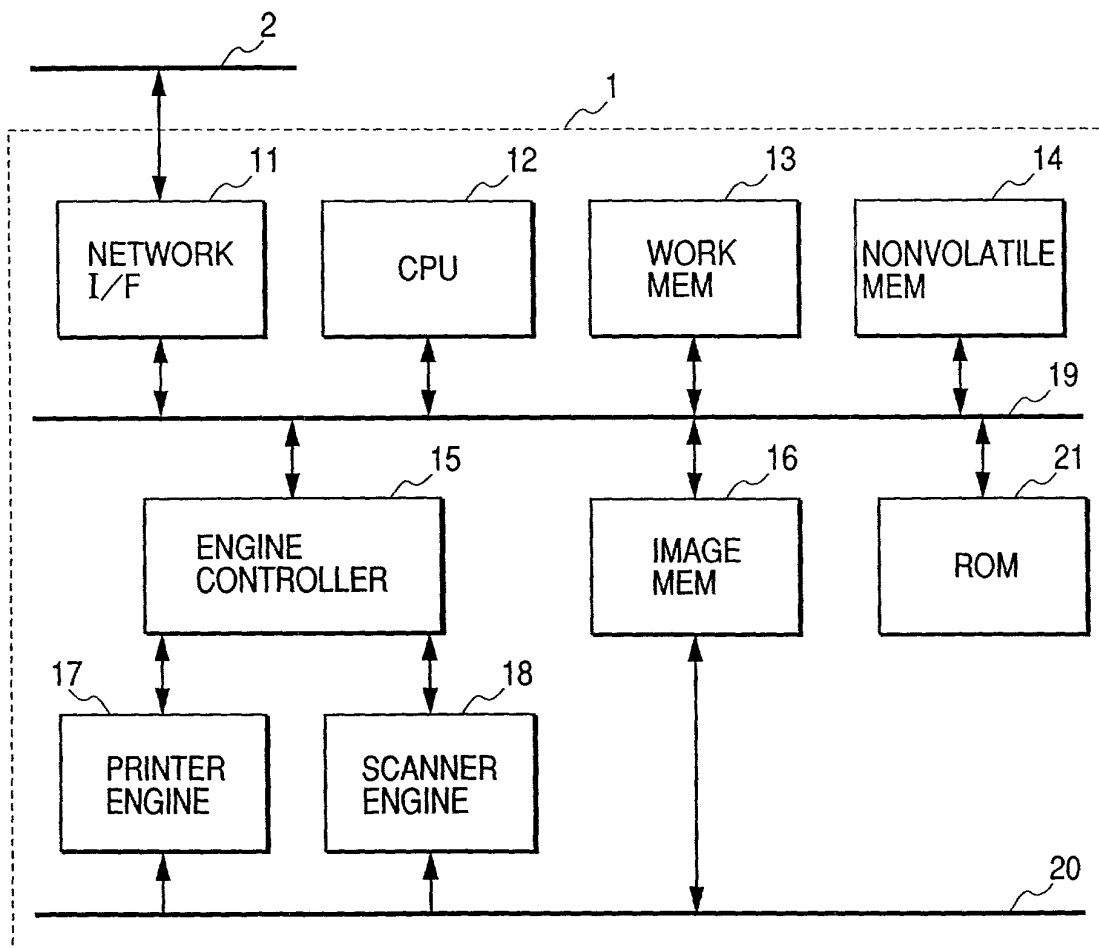 2
1
11
12
13
14
NETWORK
I/F
CPU
WORK
MEM
NONVOLATILE
MEM
19
15
16
21
ENGINE
CONTROLLER
IMAGE
MEM
ROM
17
18
PRINTER
ENGINE
SCANNER
ENGINE
20